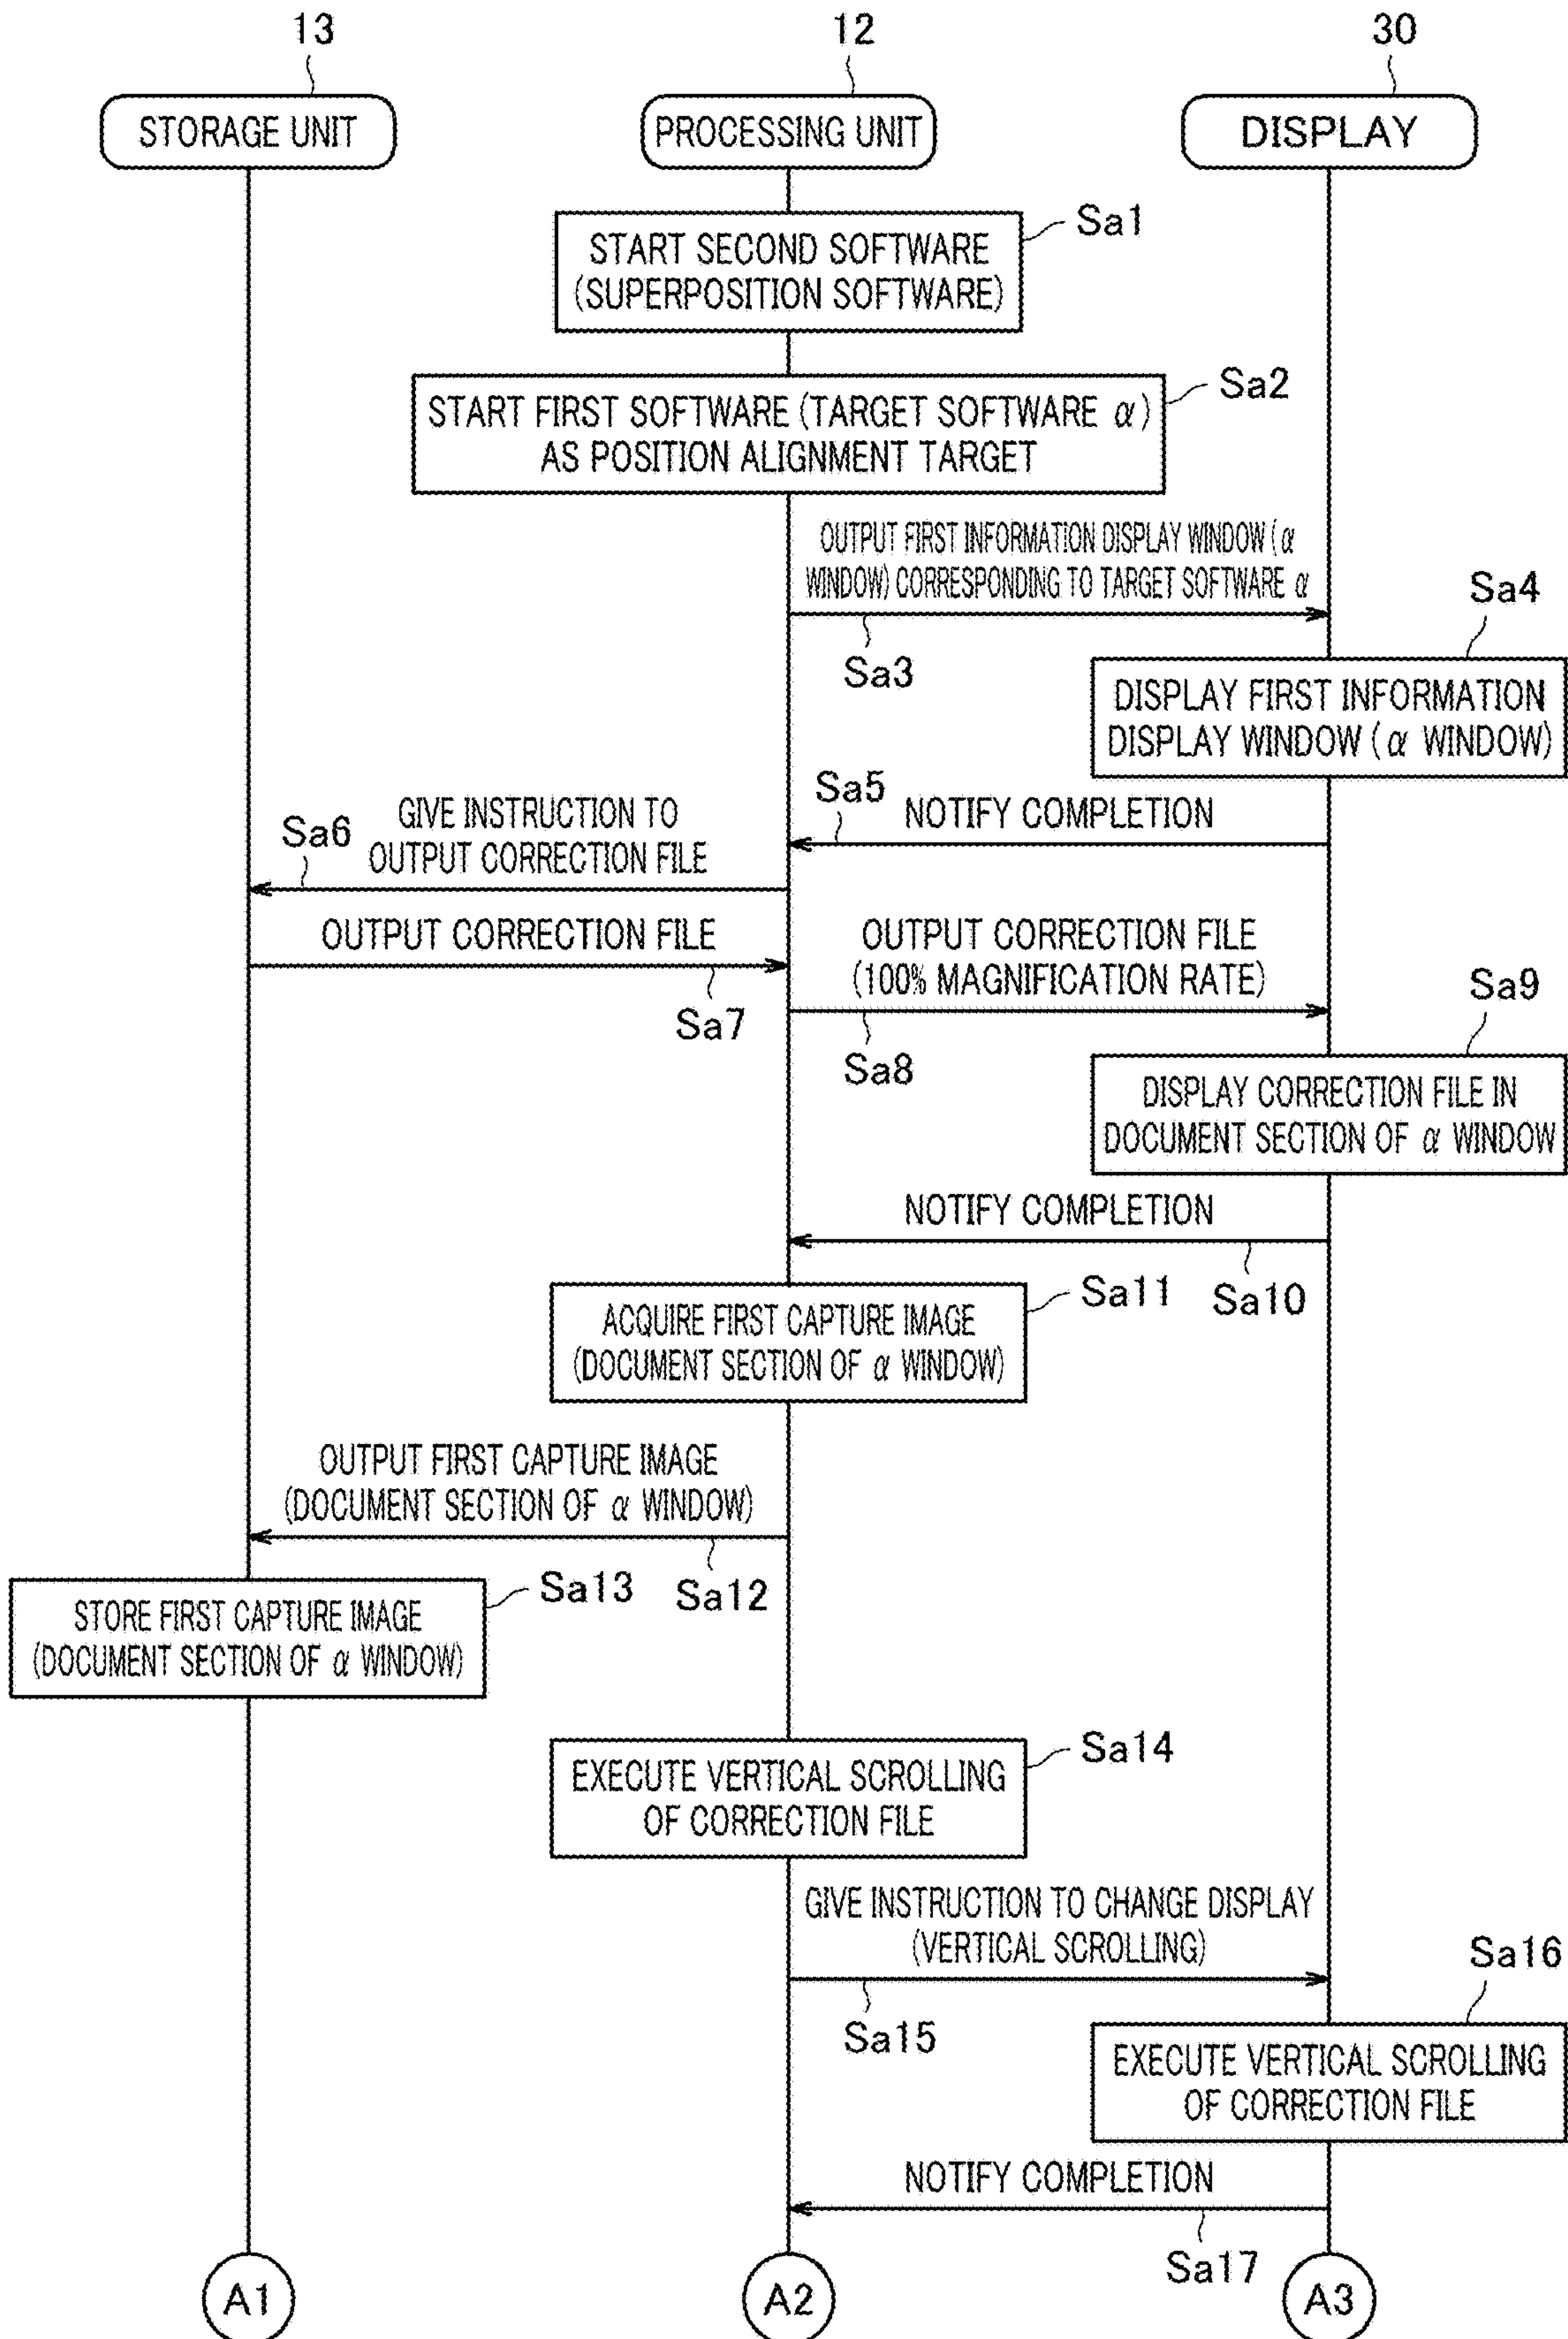 13
12
30
STORAGE UNIT
PROCESSING UNIT
DISPLAY
Sa1
START SECOND SOFTWARE
(SUPERPOSITION SOFTWARE)
Sa2
START FIRST SOFTWARE (TARGET SOFTWARE α)
AS POSITION ALIGNMENT TARGET
OUTPUT FIRST INFORMATION DISPLAY WINDOW (α
WINDOW) CORRESPONDING TO TARGET SOFTWARE α
Sa3
Sa4
DISPLAY FIRST INFORMATION
DISPLAY WINDOW (α WINDOW)
Sa5
NOTIFY COMPLETION
Sa6
GIVE INSTRUCTION TO
OUTPUT CORRECTION FILE
OUTPUT CORRECTION FILE
Sa7
OUTPUT CORRECTION FILE
(100% MAGNIFICATION RATE)
Sa8
Sa9
DISPLAY CORRECTION FILE IN
DOCUMENT SECTION OF α WINDOW
NOTIFY COMPLETION
Sa10
Sa11
ACQUIRE FIRST CAPTURE IMAGE
(DOCUMENT SECTION OF α WINDOW)
OUTPUT FIRST CAPTURE IMAGE
(DOCUMENT SECTION OF α WINDOW)
Sa12
Sa13
STORE FIRST CAPTURE IMAGE
(DOCUMENT SECTION OF α WINDOW)
Sa14
EXECUTE VERTICAL SCROLLING
OF CORRECTION FILE
GIVE INSTRUCTION TO CHANGE DISPLAY
(VERTICAL SCROLLING)
Sa15
Sa16
EXECUTE VERTICAL SCROLLING
OF CORRECTION FILE
NOTIFY COMPLETION
Sa17
A1
A2
A3